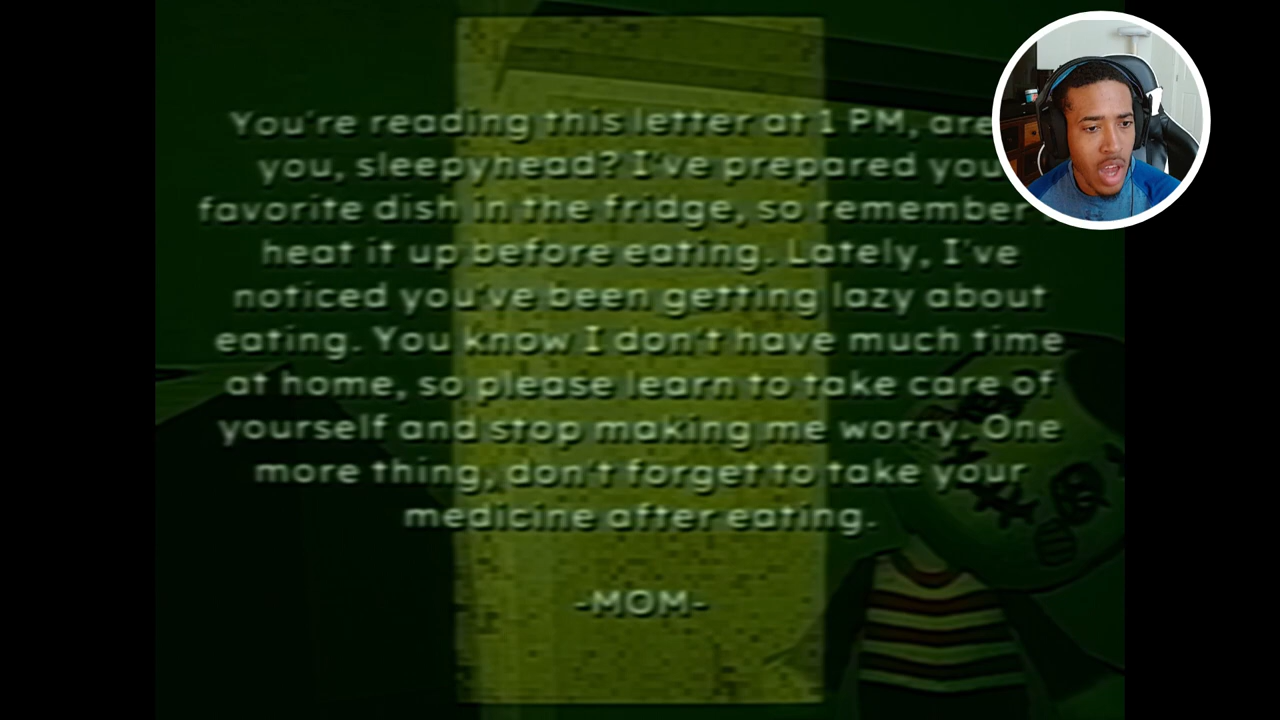 You're reading this letter at 1 PM, are
you, sleepyhead? I've prepared you
favorite dish in the fridge, so remember
heat it up before eating. Lately, I've
noticed you've been getting lazy about
eating. You know I don't have much time
at home, so please learn to take care of
yourself and stop making me worry. One
more thing, don't forget to take your
medicine after eating.
-MOM-